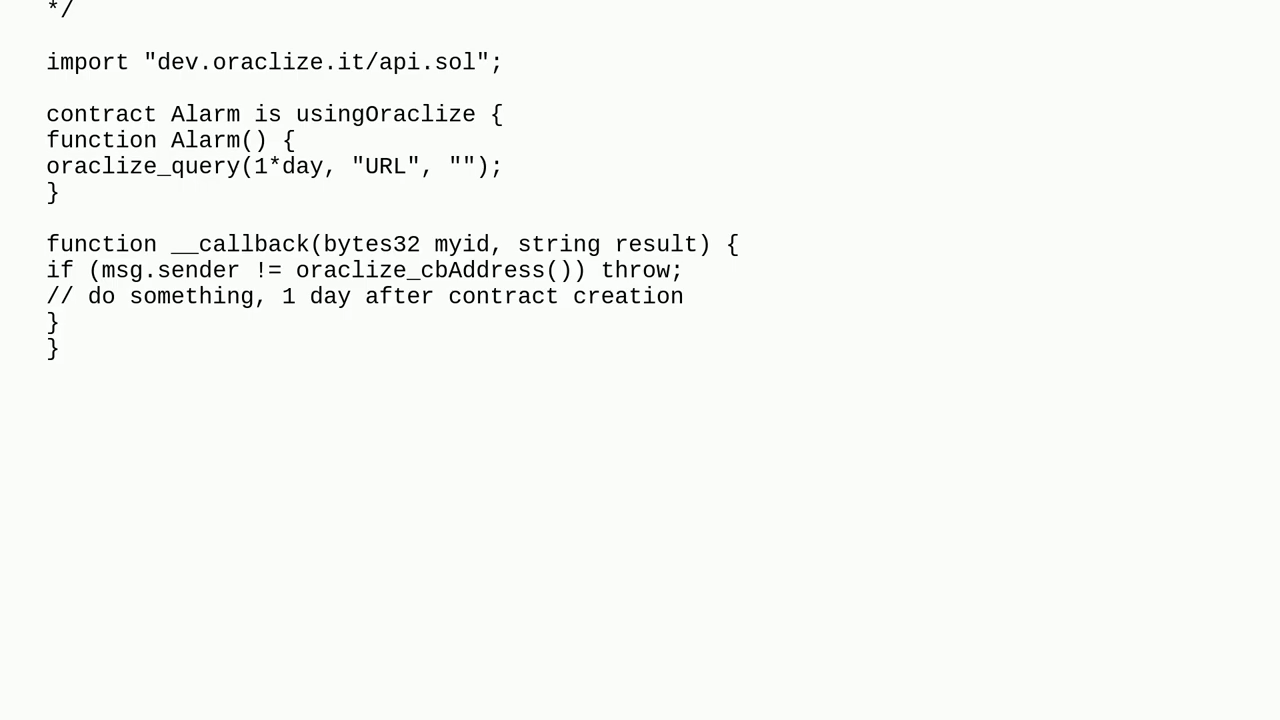 */
import "dev.oraclize.it/api.sol";
contract Alarm is usingOraclize {
function Alarm() {
oraclize_query(1*day, "URL", "");
}
function __callback(bytes32 myid, string result) {
if (msg.sender != oraclize_cbAddress()) throw;
// do something, 1 day after contract creation
}
}